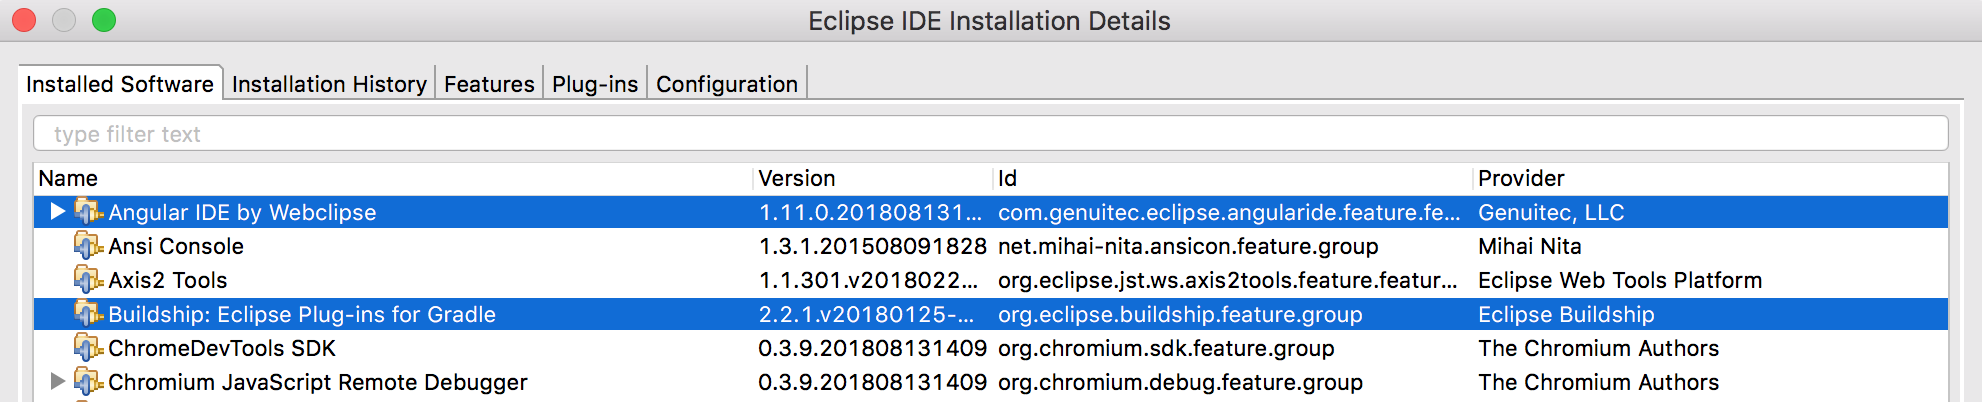 Eclipse IDE Installation Details
Installed Software Installation History Features Plug-ins Configuration
type filter text
Name Version Id Provider
Angular IDE by Webclipse 1.11.0.201808131... com.genuitec.eclipse.angularide.feature.fe... Genuitec, LLC
Ansi Console 1.3.1.201508091828 net.mihai-nita.ansicon.feature.group Mihai Nita
Axis2 Tools 1.1.301.v2018022... org.eclipse.jst.ws.axis2tools.feature.featur... Eclipse Web Tools Platform
Buildship: Eclipse Plug-ins for Gradle 2.2.1.v20180125-... org.eclipse.buildship.feature.group Eclipse Buildship
ChromeDevTools SDK 0.3.9.201808131409 org.chromium.sdk.feature.group The Chromium Authors
Chromium JavaScript Remote Debugger 0.3.9.201808131409 org.chromium.debug.feature.group The Chromium Authors